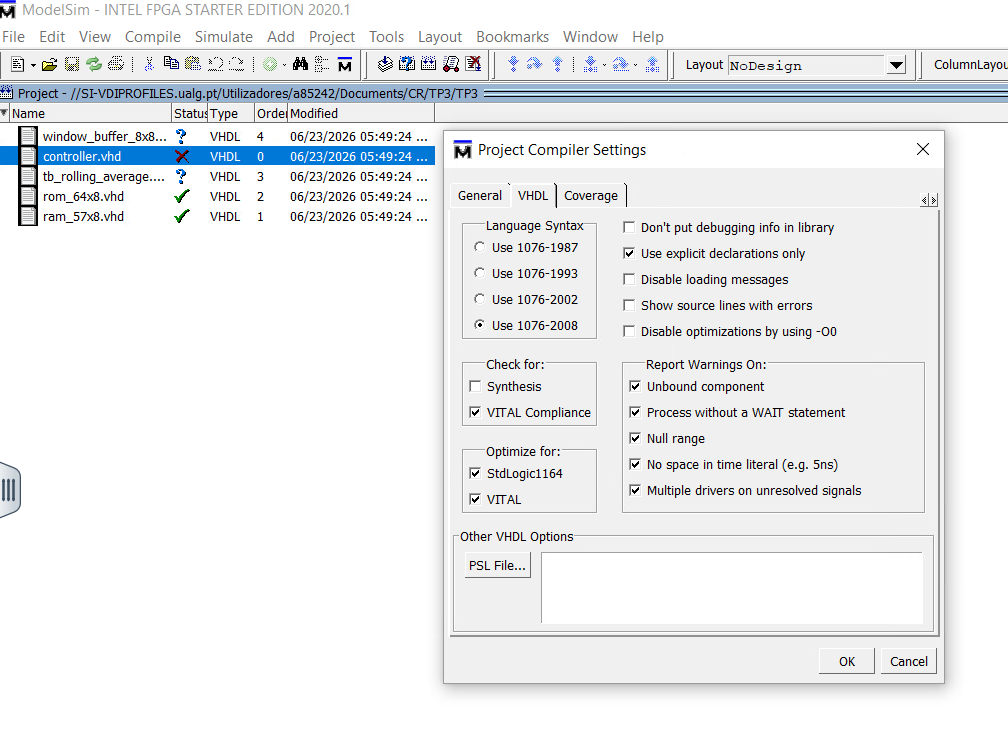 ModelSim - INTEL FPGA STARTER EDITION 2020.1
File Edit View Compile Simulate Add Project Tools Layout Bookmarks Window Help
Layout NoDesign ColumnLayou
Project - //SI-VDIPROFILES.ualg.pt/Utilizadores/a85242/Documents/CR/TP3/TP3
Name Status Type Order Modified
window_buffer_8x8... ? VHDL 4 06/23/2026 05:49:24 ...
controller.vhd VHDL 0 06/23/2026 05:49:24 ...
tb_rolling_average.... ? VHDL 3 06/23/2026 05:49:24 ...
rom_64x8.vhd VHDL 2 06/23/2026 05:49:24 ...
ram_57x8.vhd VHDL 1 06/23/2026 05:49:24 ...
Project Compiler Settings
General VHDL Coverage
Language Syntax
Use 1076-1987
Use 1076-1993
Use 1076-2002
Use 1076-2008
Don't put debugging info in library
Use explicit declarations only
Disable loading messages
Show source lines with errors
Disable optimizations by using -O0
Check for:
Synthesis
VITAL Compliance
Optimize for:
StdLogic1164
VITAL
Report Warnings On:
Unbound component
Process without a WAIT statement
Null range
No space in time literal (e.g. 5ns)
Multiple drivers on unresolved signals
Other VHDL Options
PSL File...
OK Cancel